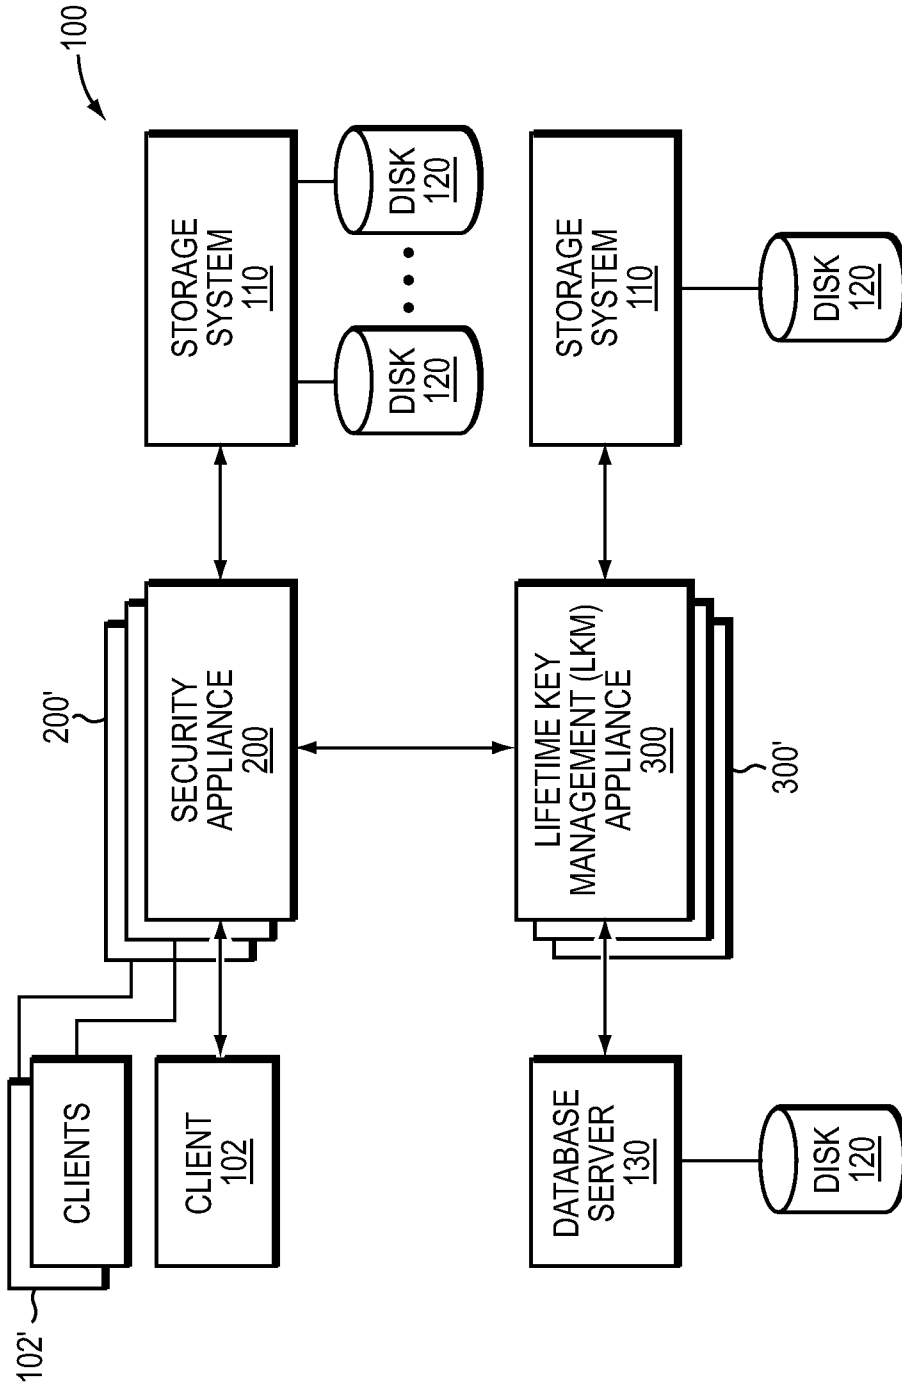 100
102'
CLIENTS
200'
CLIENT
102
SECURITY
APPLIANCE
200
STORAGE
SYSTEM
110
DISK
120
DISK
120
DATABASE
SERVER
130
LIFETIME KEY
MANAGEMENT (LKM)
APPLIANCE
300
300'
STORAGE
SYSTEM
110
DISK
120
DISK
120